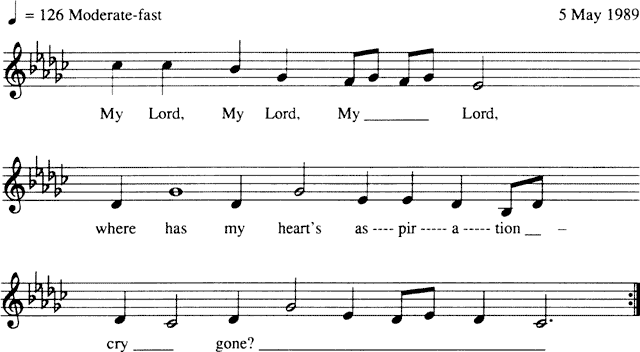 ♩ = 126 Moderate-fast 5 May 1989
My Lord, My Lord, My ________ Lord,
where has my heart's as ---- pir ----- a ----- tion __ –
cry _____ gone? ________________________________